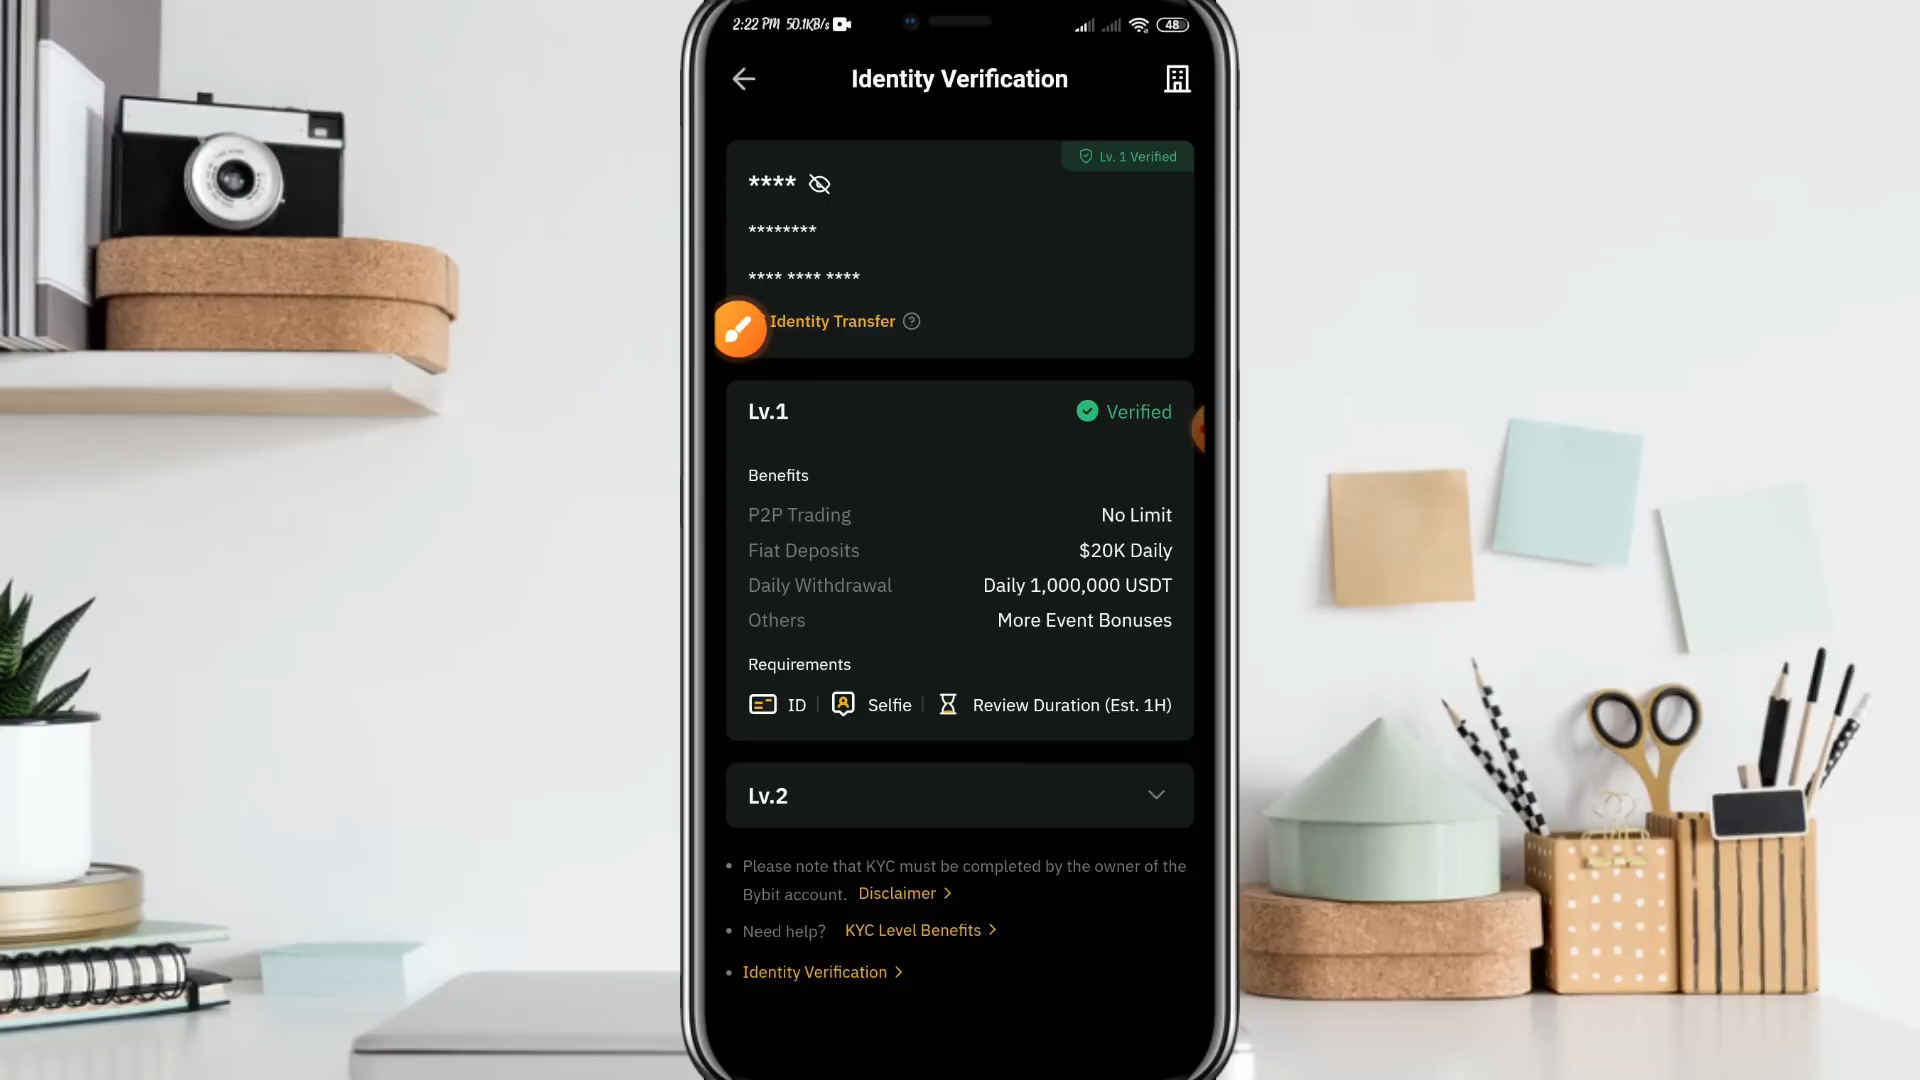 2:22 PM 50.1KB/s 48
Identity Verification
Lv. 1 Verified
****
********
**** **** ****
Identity Transfer
Lv.1 Verified
Benefits
P2P Trading No Limit
Fiat Deposits $20K Daily
Daily Withdrawal Daily 1,000,000 USDT
Others More Event Bonuses
Requirements
ID | Selfie | Review Duration (Est. 1H)
Lv.2
• Please note that KYC must be completed by the owner of the
Bybit account. Disclaimer >
• Need help? KYC Level Benefits >
• Identity Verification >